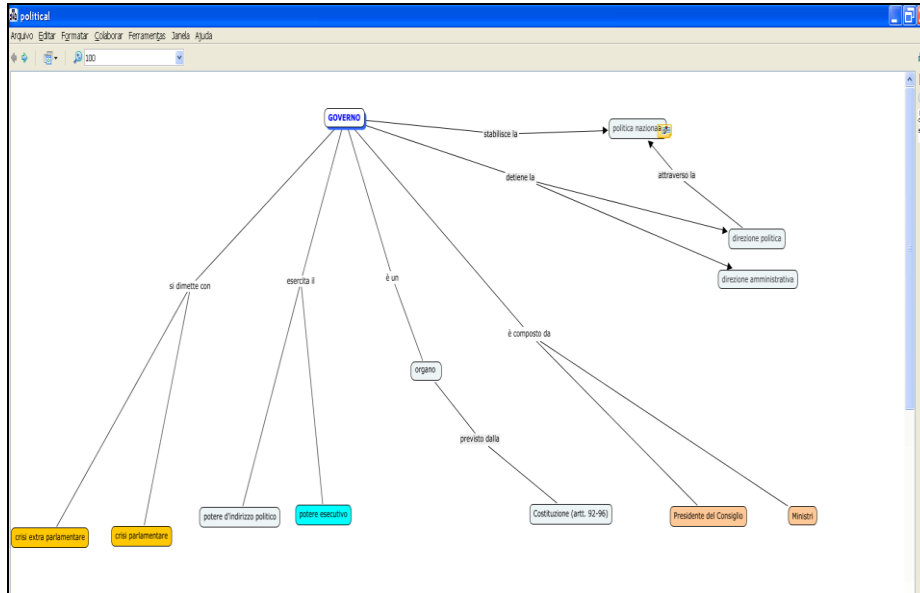 political
Arquivo Editar Formatar Colaborar Ferramentas Janela Ajuda
100
GOVERNO
stabilisce la
politica nazionale
detiene la
attraverso la
direzione politica
direzione amministrativa
si dimette con
esercita il
è un
è composto da
organo
previsto dalla
crisi extra parlamentare
crisi parlamentare
potere d'indirizzo politico
potere esecutivo
Costituzione (artt. 92-96)
Presidente del Consiglio
Ministri